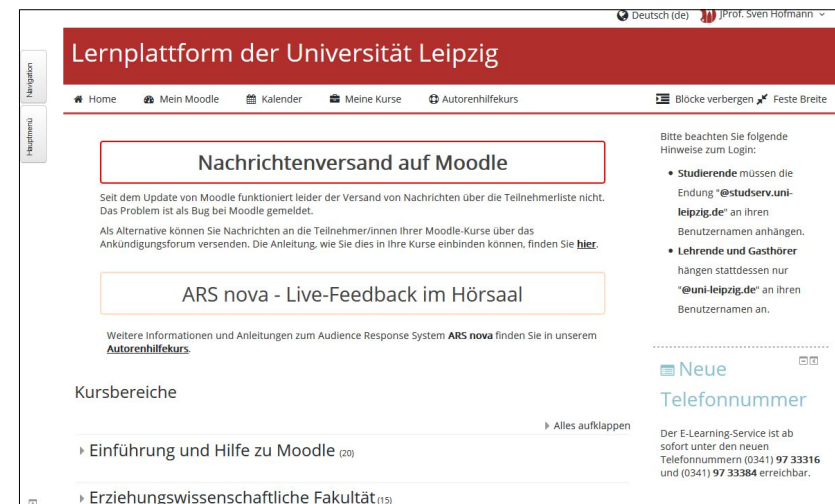 Deutsch (de) JProf. Sven Hofmann
Lernplattform der Universität Leipzig
Navigation
Hauptmenü
Home Mein Moodle Kalender Meine Kurse Autorenhilfekurs Blöcke verbergen Feste Breite
Nachrichtenversand auf Moodle
Seit dem Update von Moodle funktioniert leider der Versand von Nachrichten über die Teilnehmerliste nicht.
Das Problem ist als Bug bei Moodle gemeldet.
Als Alternative können Sie Nachrichten an die Teilnehmer/innen Ihrer Moodle-Kurse über das
Ankündigungsforum versenden. Die Anleitung, wie Sie dies in Ihre Kurse einbinden können, finden Sie hier.
ARS nova - Live-Feedback im Hörsaal
Weitere Informationen und Anleitungen zum Audience Response System ARS nova finden Sie in unserem
Autorenhilfekurs.
Kursbereiche
Alles aufklappen
Einführung und Hilfe zu Moodle (20)
Erziehungswissenschaftliche Fakultät (15)
Bitte beachten Sie folgende
Hinweise zum Login:
• Studierende müssen die
Endung "@studserv.uni-
leipzig.de" an ihren
Benutzernamen anhängen.
• Lehrende und Gasthörer
hängen stattdessen nur
"@uni-leipzig.de" an ihren
Benutzernamen an.
Neue
Telefonnummer
Der E-Learning-Service ist ab
sofort unter den neuen
Telefonnummern (0341) 97 33316
und (0341) 97 33384 erreichbar.